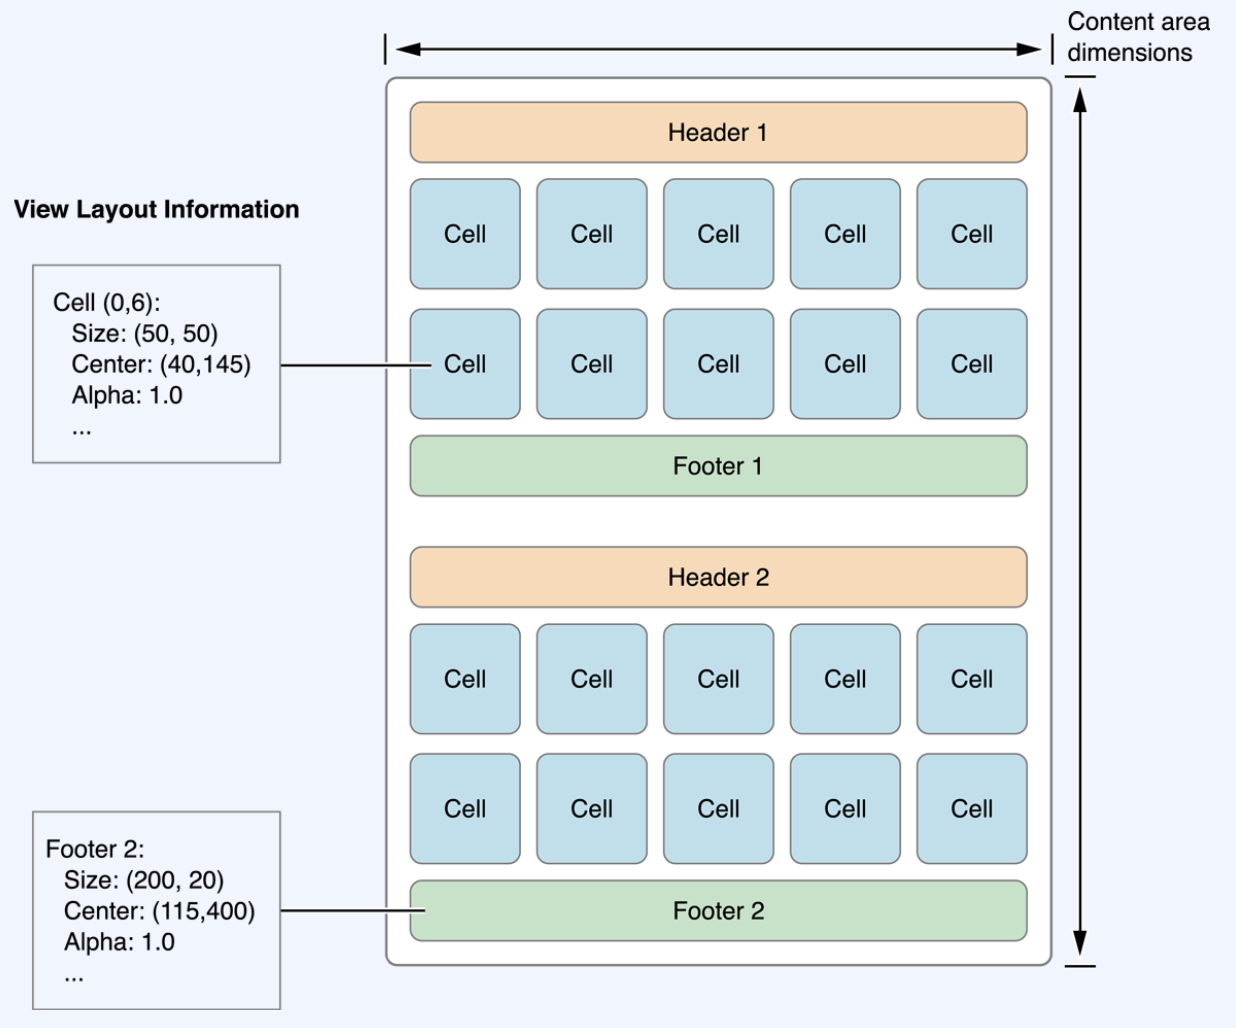 Content area
dimensions
Header 1
View Layout Information
Cell Cell Cell Cell Cell
Cell (0,6):
Size: (50, 50)
Center: (40,145)
Alpha: 1.0
...
Cell Cell Cell Cell Cell
Footer 1
Header 2
Cell Cell Cell Cell Cell
Cell Cell Cell Cell Cell
Footer 2:
Size: (200, 20)
Center: (115,400)
Alpha: 1.0
...
Footer 2